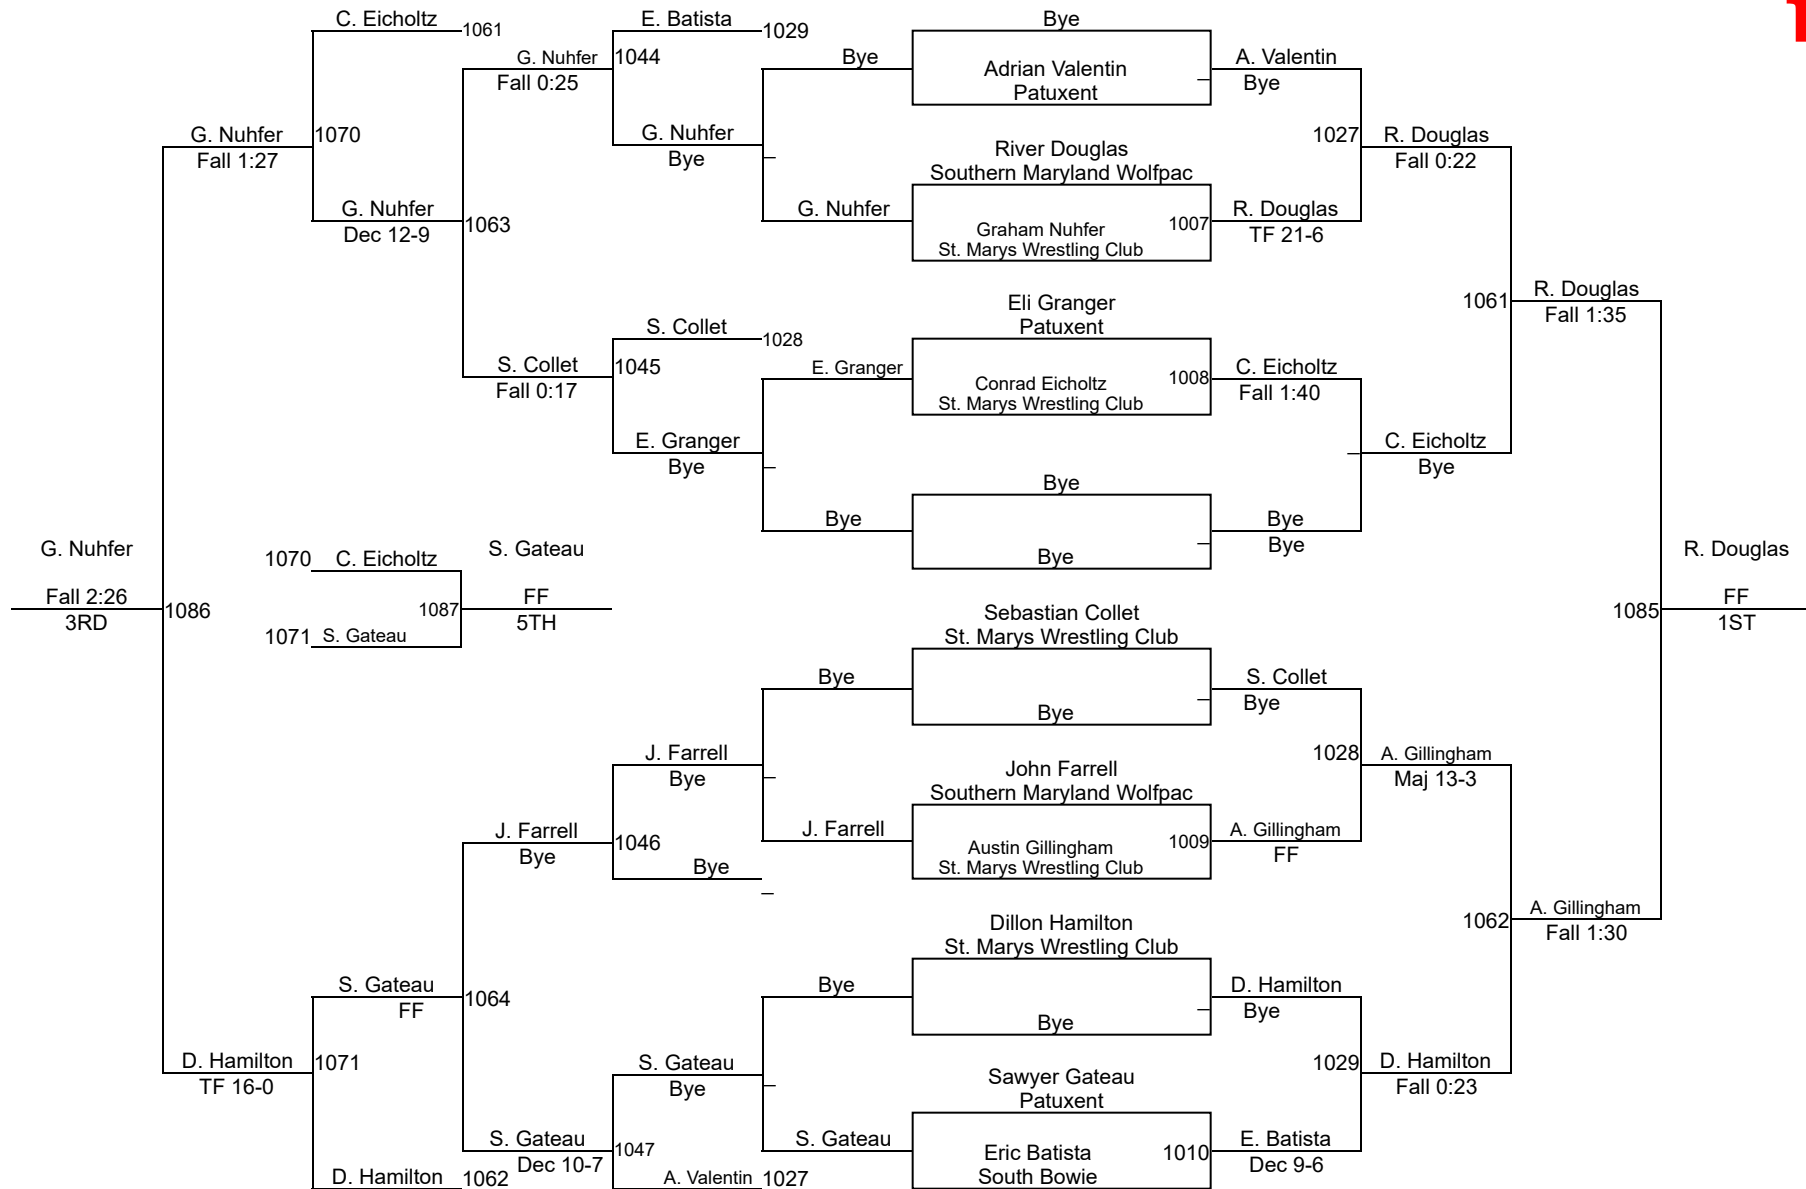 C. Eicholtz
1061
E. Batista
1029
Bye
G. Nuhfer
1044
Fall 0:25
Bye
Adrian Valentin
Patuxent
A. Valentin
Bye
G. Nuhfer
Fall 1:27
1070
G. Nuhfer
Bye
1027
R. Douglas
Fall 0:22
River Douglas
Southern Maryland Wolfpac
G. Nuhfer
Dec 12-9
1063
G. Nuhfer
Graham Nuhfer
St. Marys Wrestling Club
1007
R. Douglas
TF 21-6
Eli Granger
Patuxent
1061
R. Douglas
Fall 1:35
S. Collet
1028
S. Collet
Fall 0:17
1045
E. Granger
Conrad Eicholtz
St. Marys Wrestling Club
1008
C. Eicholtz
Fall 1:40
E. Granger
Bye
C. Eicholtz
Bye
Bye
Bye
Bye
Bye
Bye
G. Nuhfer
Fall 2:26
3RD
1086
1070
C. Eicholtz
1087
1071
S. Gateau
S. Gateau
FF
5TH
R. Douglas
1085
FF
1ST
Sebastian Collet
St. Marys Wrestling Club
Bye
Bye
S. Collet
Bye
J. Farrell
Bye
1028
A. Gillingham
Maj 13-3
John Farrell
Southern Maryland Wolfpac
J. Farrell
Bye
1046
Bye
J. Farrell
Austin Gillingham
St. Marys Wrestling Club
1009
A. Gillingham
FF
Dillon Hamilton
St. Marys Wrestling Club
1062
A. Gillingham
Fall 1:30
S. Gateau
FF
1064
Bye
Bye
D. Hamilton
Bye
D. Hamilton
TF 16-0
1071
S. Gateau
Bye
1029
D. Hamilton
Fall 0:23
Sawyer Gateau
Patuxent
S. Gateau
Dec 10-7
1047
S. Gateau
Eric Batista
South Bowie
1010
E. Batista
Dec 9-6
D. Hamilton
1062
A. Valentin
1027